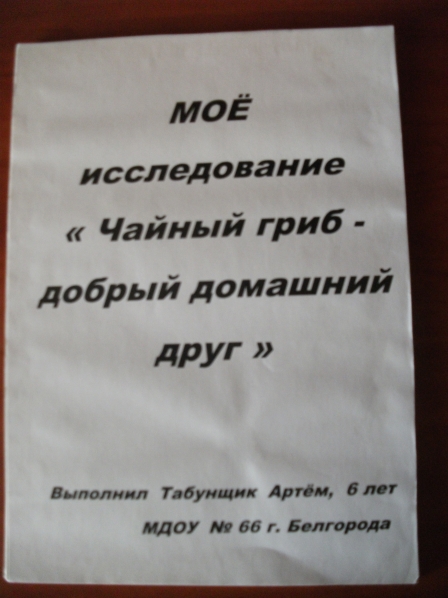 МОЁ
исследование
« Чайный гриб -
добрый домашний
друг »
Выполнил Табунщик Артём, 6 лет
МДОУ № 66 г. Белгорода